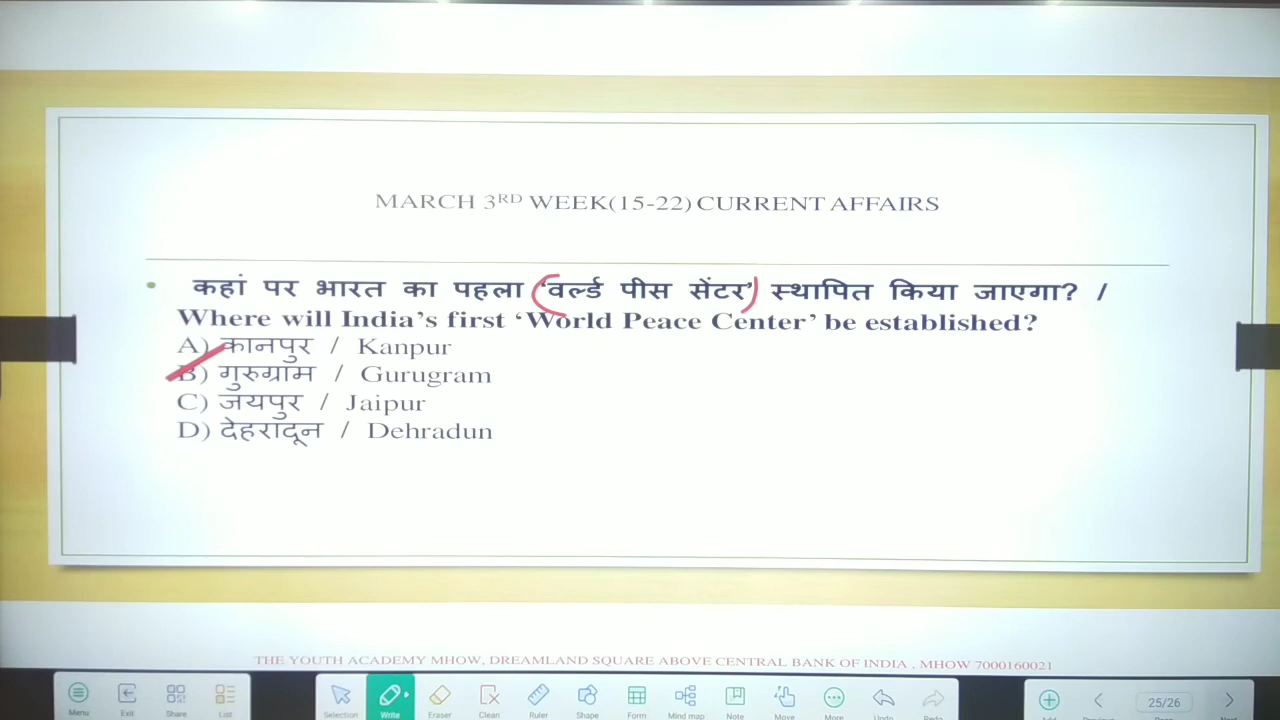 MARCH 3RD WEEK(15-22) CURRENT AFFAIRS
• कहां पर भारत का पहला ‘वर्ल्ड पीस सेंटर’ स्थापित किया जाएगा? /
Where will India’s first ‘World Peace Center’ be established?
A) कानपुर / Kanpur
B) गुरुग्राम / Gurugram
C) जयपुर / Jaipur
D) देहरादून / Dehradun
THE YOUTH ACADEMY MHOW, DREAMLAND SQUARE ABOVE CENTRAL BANK OF INDIA , MHOW 7000160021
Menu Exit Share List Selection Write Eraser Clean Ruler Shape Form Mind map Note Move More Undo Redo 25/26